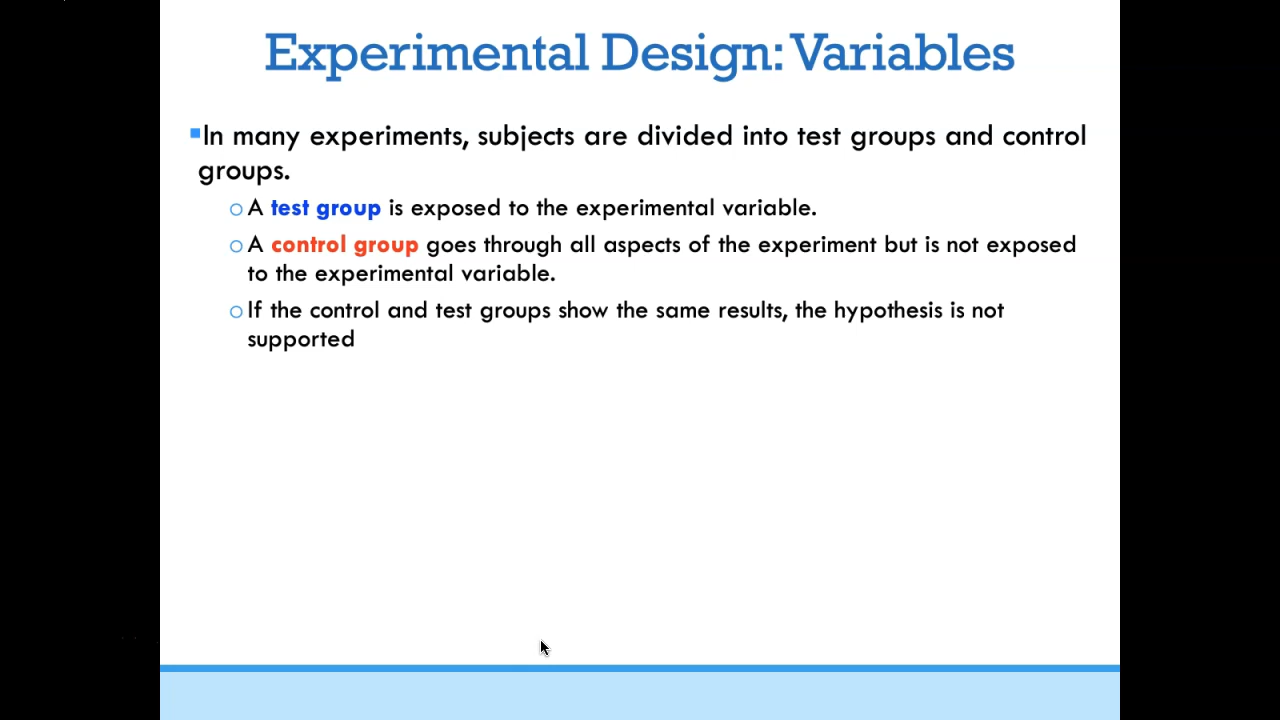 Experimental Design: Variables
In many experiments, subjects are divided into test groups and control
groups.
A test group is exposed to the experimental variable.
A control group goes through all aspects of the experiment but is not exposed
to the experimental variable.
If the control and test groups show the same results, the hypothesis is not
supported